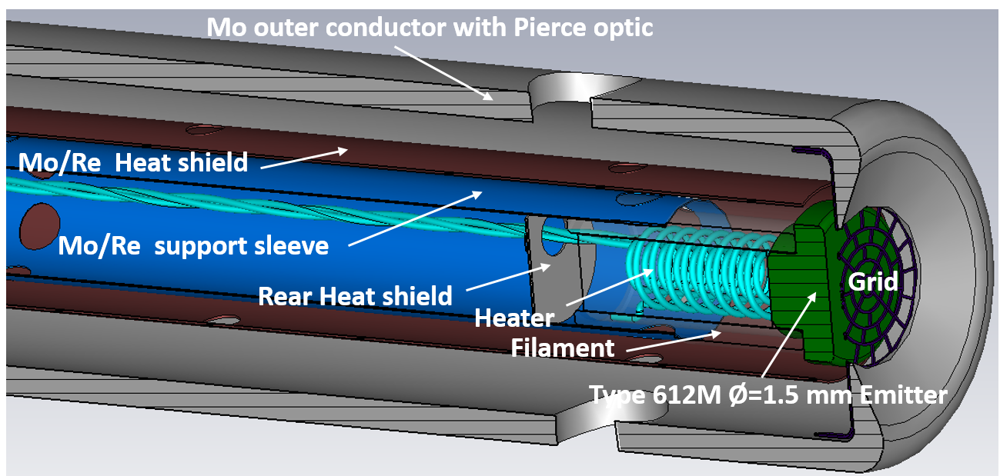 Mo outer conductor with Pierce optic
Mo/Re Heat shield
Mo/Re support sleeve
Rear Heat shield
Heater
Filament
Grid
Type 612M Ø=1.5 mm Emitter